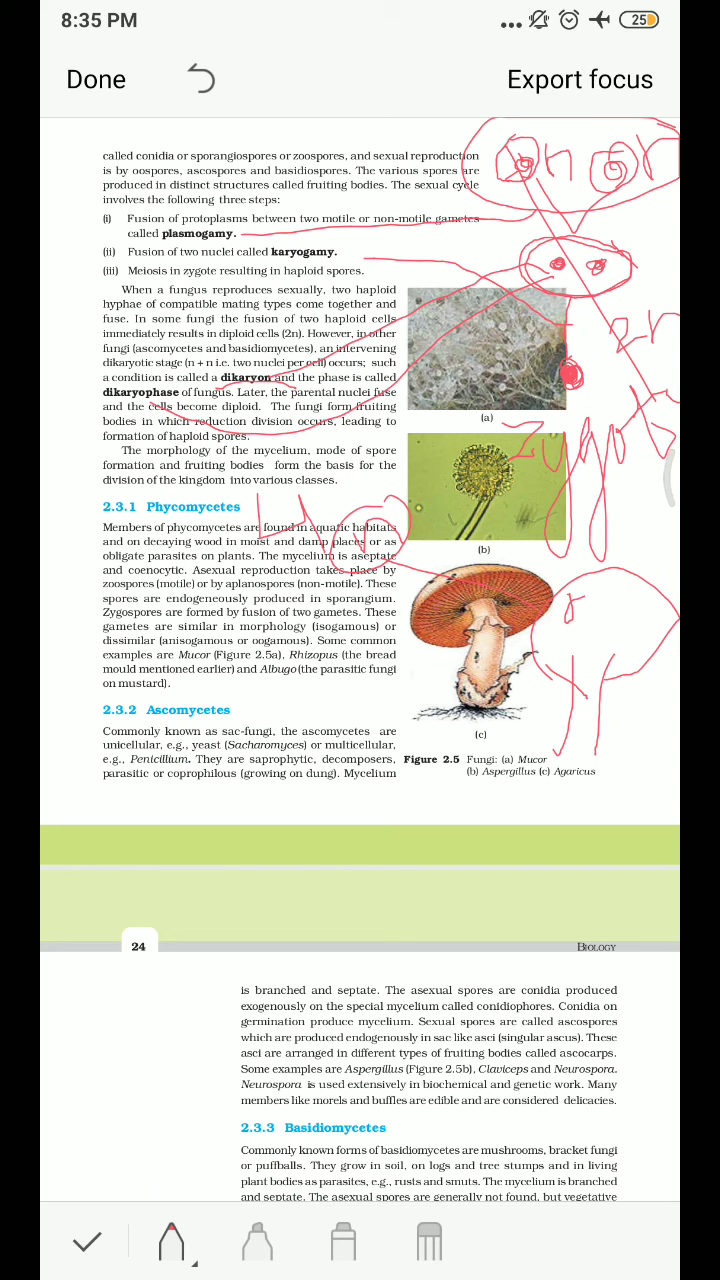 8:35 PM
25
Done
Export focus
called conidia or sporangiospores or zoospores, and sexual reproduction
is by oospores, ascospores and basidiospores. The various spores are
produced in distinct structures called fruiting bodies. The sexual cycle
involves the following three steps:
(i) Fusion of protoplasms between two motile or non-motile gametes
called plasmogamy.
(ii) Fusion of two nuclei called karyogamy.
(iii) Meiosis in zygote resulting in haploid spores.
When a fungus reproduces sexually, two haploid
hyphae of compatible mating types come together and
fuse. In some fungi the fusion of two haploid cells
immediately results in diploid cells (2n). However, in other
fungi (ascomycetes and basidiomycetes), an intervening
dikaryotic stage (n + n i.e. two nuclei per cell) occurs; such
a condition is called a dikaryon and the phase is called
dikaryophase of fungus. Later, the parental nuclei fuse
and the cells become diploid. The fungi form fruiting
bodies in which reduction division occurs, leading to
formation of haploid spores.
The morphology of the mycelium, mode of spore
formation and fruiting bodies form the basis for the
division of the kingdom into various classes.
2.3.1 Phycometes
Members of phycomycetes are found in aquatic habitats
and on decaying wood in moist and damp places or as
obligate parasites on plants. The mycelium is aseptate
and coenocytic. Asexual reproduction takes place by
zoospores (motile) or by aplanospores (non-motile). These
spores are endogeneously produced in sporangium.
Zygospores are formed by fusion of two gametes. These
gametes are similar in morphology (isogamous) or
dissimilar (anisogamous or oogamous). Some common
examples are Mucor (Figure 2.5a), Rhizopus (the bread
mould mentioned earlier) and Albugo (the parasitic fungi
on mustard).
2.3.2 Ascomycetes
Commonly known as sac-fungi, the ascomycetes are
unicellular, e.g., yeast (Sacharomyces) or multicellular,
e.g., Penicillium. They are saprophytic, decomposers,
parasitic or coprophilous (growing on dung). Mycelium
(a)
zygote
(b)
(c)
Figure 2.5 Fungi: (a) Mucor
(b) Aspergillus (c) Agaricus
24
BIOLOGY
is branched and septate. The asexual spores are conidia produced
exogenously on the special mycelium called conidiophores. Conidia on
germination produce mycelium. Sexual spores are called ascospores
which are produced endogenously in sac like asci (singular ascus). These
asci are arranged in different types of fruiting bodies called ascocarps.
Some examples are Aspergillus (Figure 2.5b), Claviceps and Neurospora.
Neurospora is used extensively in biochemical and genetic work. Many
members like morels and buffles are edible and are considered delicacies.
2.3.3 Basidiomycetes
Commonly known forms of basidiomycetes are mushrooms, bracket fungi
or puffballs. They grow in soil, on logs and tree stumps and in living
plant bodies as parasites, e.g., rusts and smuts. The mycelium is branched
and septate. The asexual spores are generally not found, but vegetative